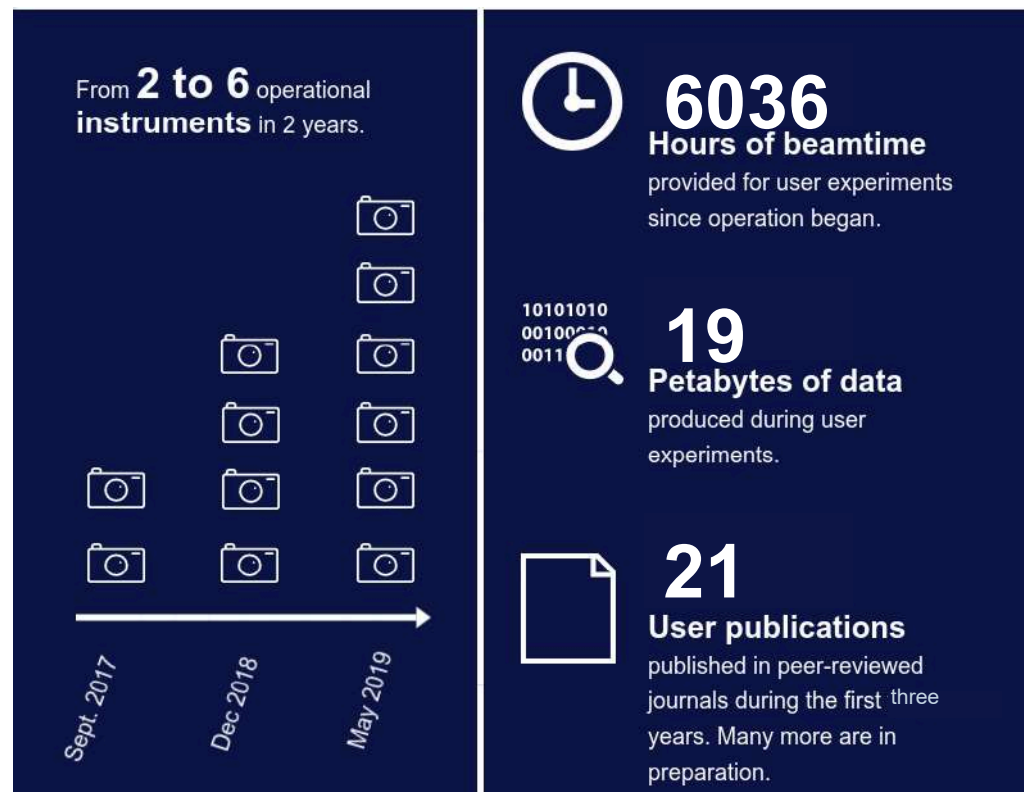 From 2 to 6 operational
instruments in 2 years.
Sept. 2017
Dec 2018
May 2019
6036
Hours of beamtime
provided for user experiments
since operation began.
10101010
0010
0011
19
Petabytes of data
produced during user
experiments.
21
User publications
published in peer-reviewed
journals during the first three
years. Many more are in
preparation.